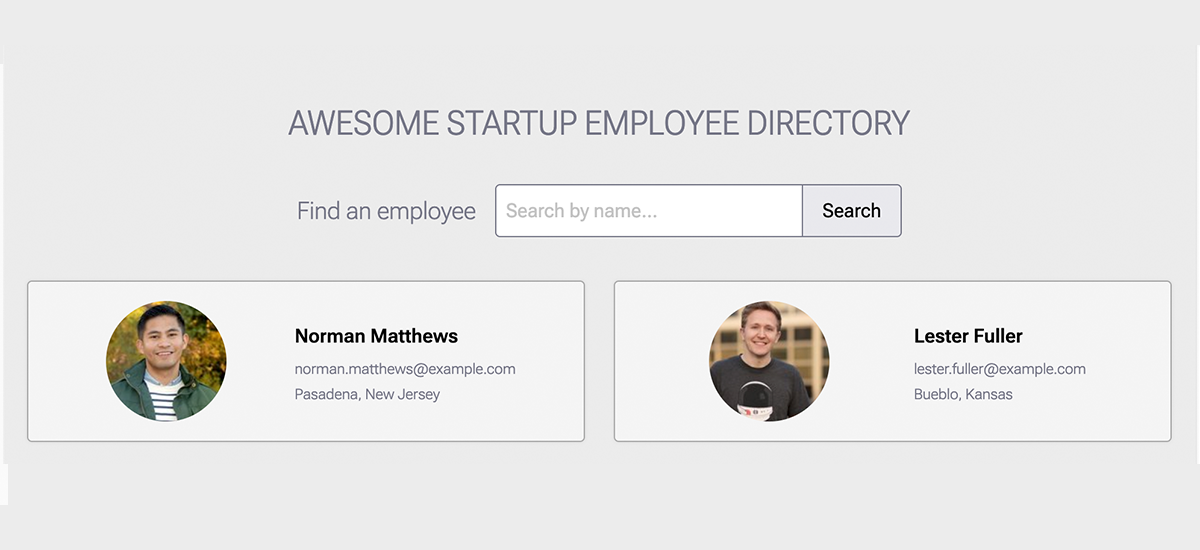 AWESOME STARTUP EMPLOYEE DIRECTORY
Find an employee
Search by name...
Search
Norman Matthews
norman.matthews@example.com
Pasadena, New Jersey
Lester Fuller
lester.fuller@example.com
Bueblo, Kansas